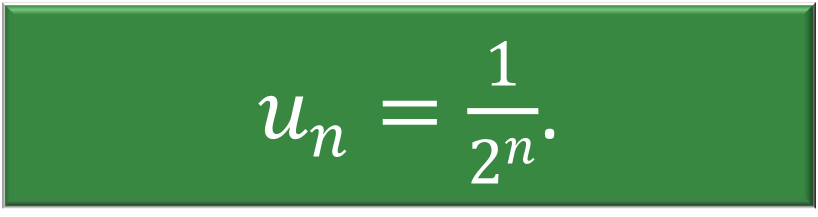 uₙ = 1/2ⁿ.